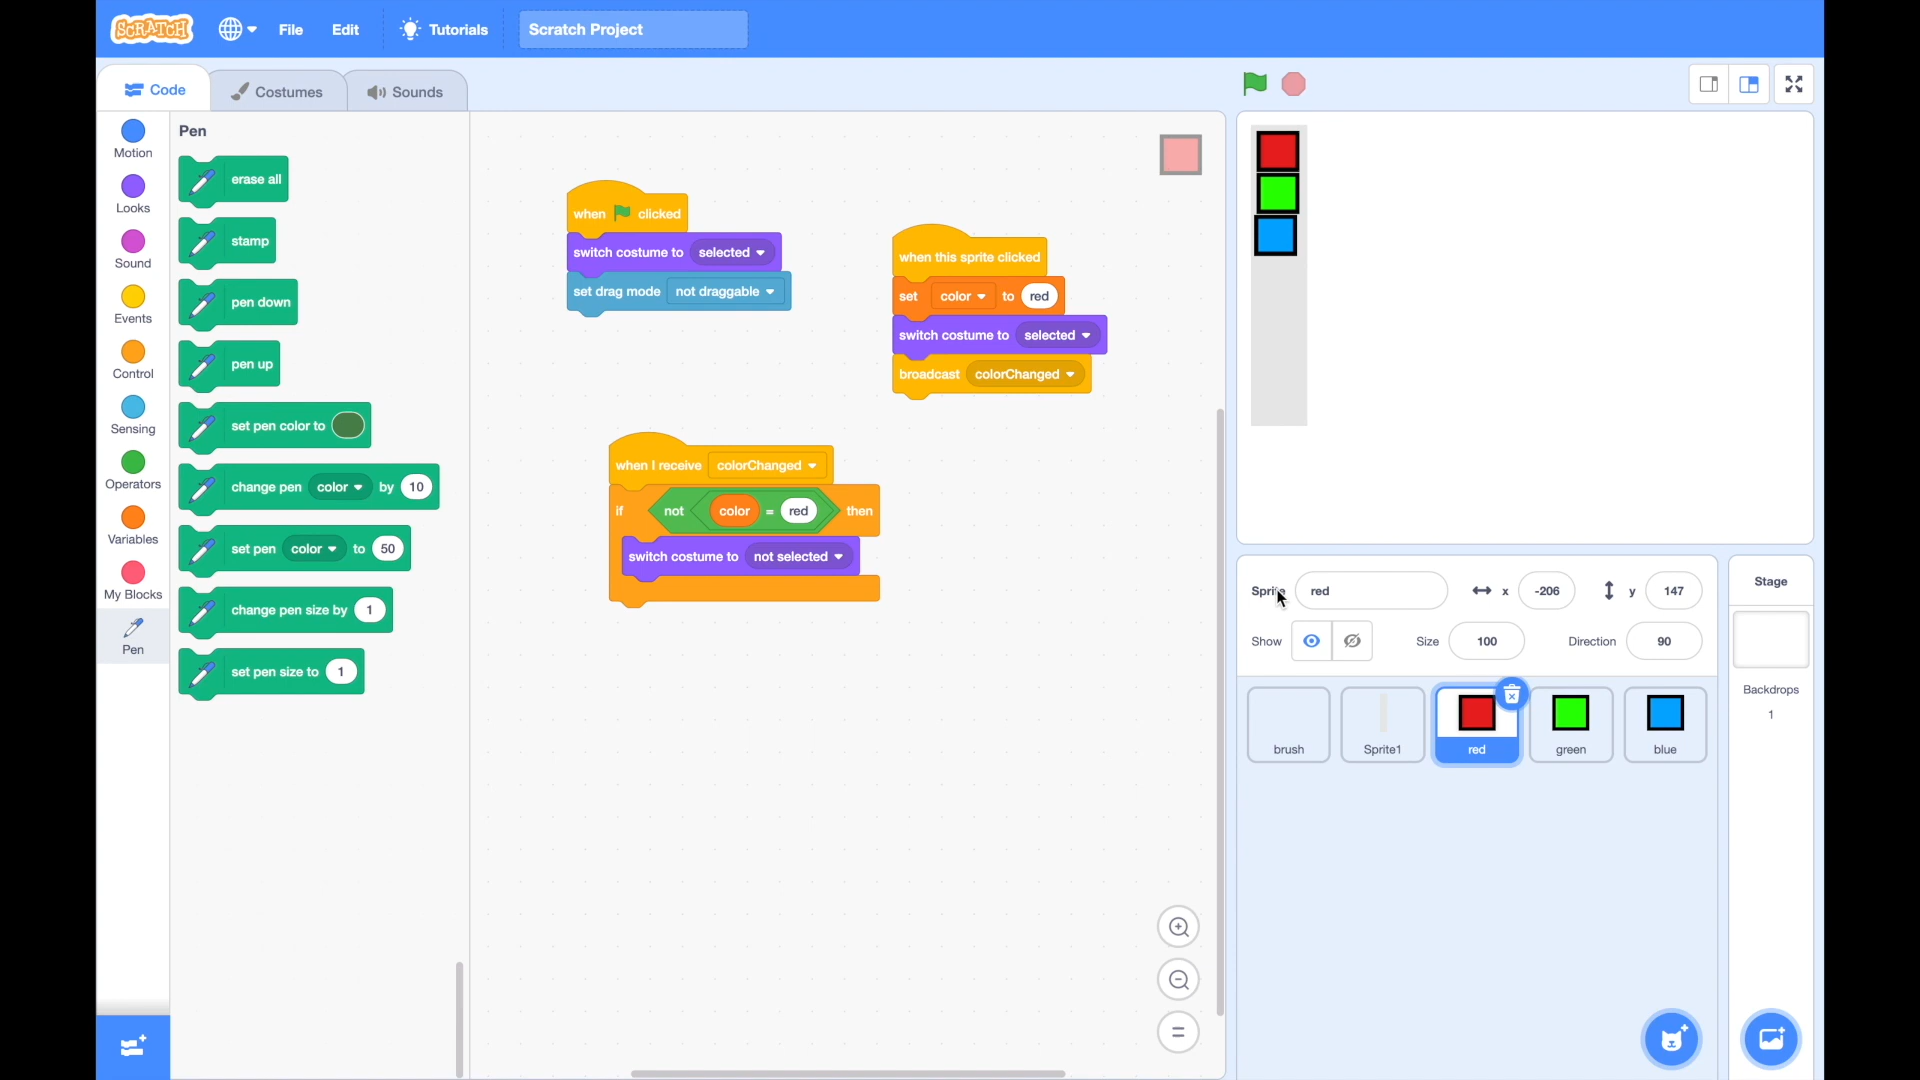 SCRATCH
File
Edit
Tutorials
Scratch Project
Code
Costumes
Sounds
Motion
Looks
Sound
Events
Control
Sensing
Operators
Variables
My Blocks
Pen
Pen
erase all
stamp
pen down
pen up
set pen color to
change pen color by 10
set pen color to 50
change pen size by 1
set pen size to 1
when clicked
switch costume to selected
set drag mode not draggable
when this sprite clicked
set color to red
switch costume to selected
broadcast colorChanged
when I receive colorChanged
if not color = red then
switch costume to not selected
Sprite red x -206 y 147
Show Size 100 Direction 90
brush
Sprite1
red
green
blue
Stage
Backdrops
1